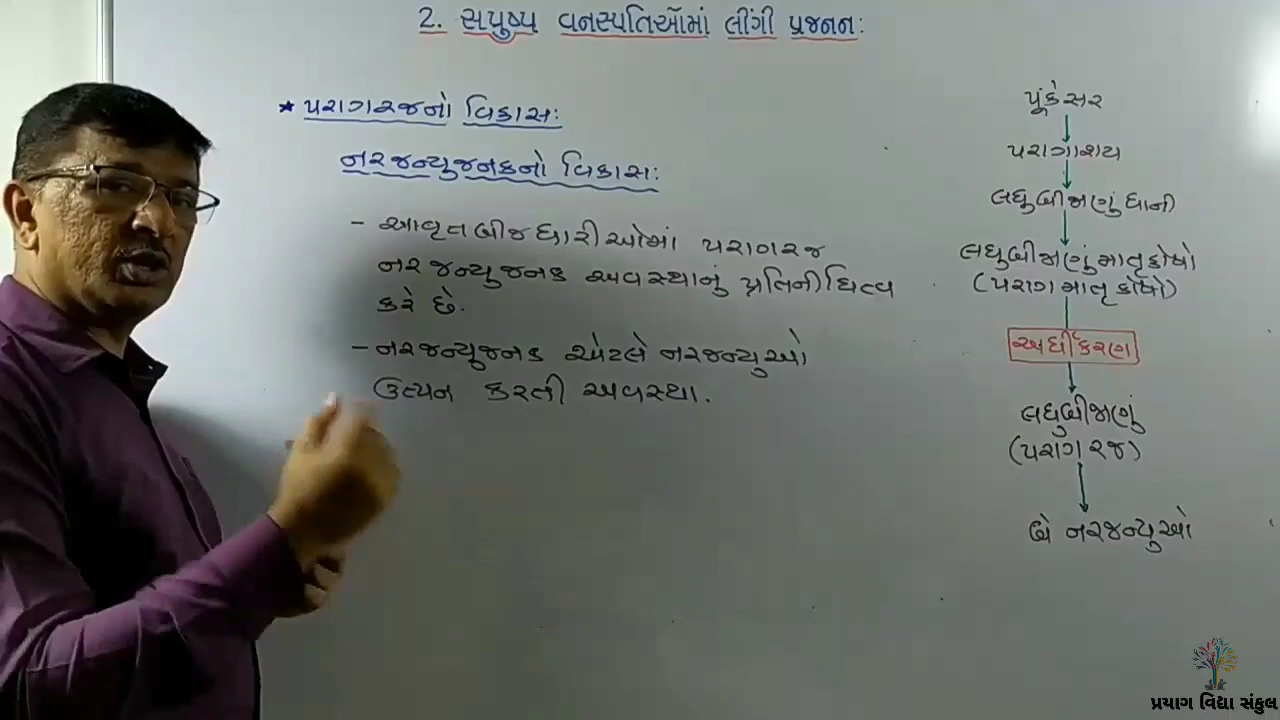 2. સપુષ્પ વનસ્પતિઓમાં લીંગી પ્રજનન:
* પરાગરજનો વિકાસ:
નરજન્યુજનકનો વિકાસ:
- આવૃતબીજધારીઓમાં પરાગરજ
નરજન્યુજનક અવસ્થાનું પ્રતિનીધિત્વ
કરે છે.
- નરજન્યુજનક એટલે નરજન્યુઓ
ઉત્પન કરતી અવસ્થા.
પૂંકેસર
પરાગાશય
લઘુબીજાણુંધાની
લઘુબીજાણુંમાતૃકોષો
(પરાગમાતૃકોષો)
અર્ધીકરણ
લઘુબીજાણું
(પરાગરજ)
બે નરજન્યુઓ
પ્રયાગ વિદ્યા સંકુલ